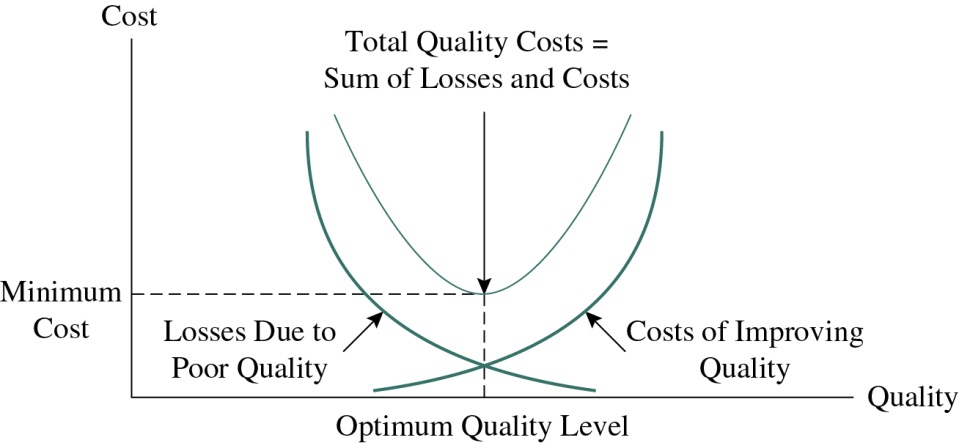 Cost
Total Quality Costs =
Sum of Losses and Costs
Minimum
Cost
Losses Due to
Poor Quality
Costs of Improving
Quality
Quality
Optimum Quality Level